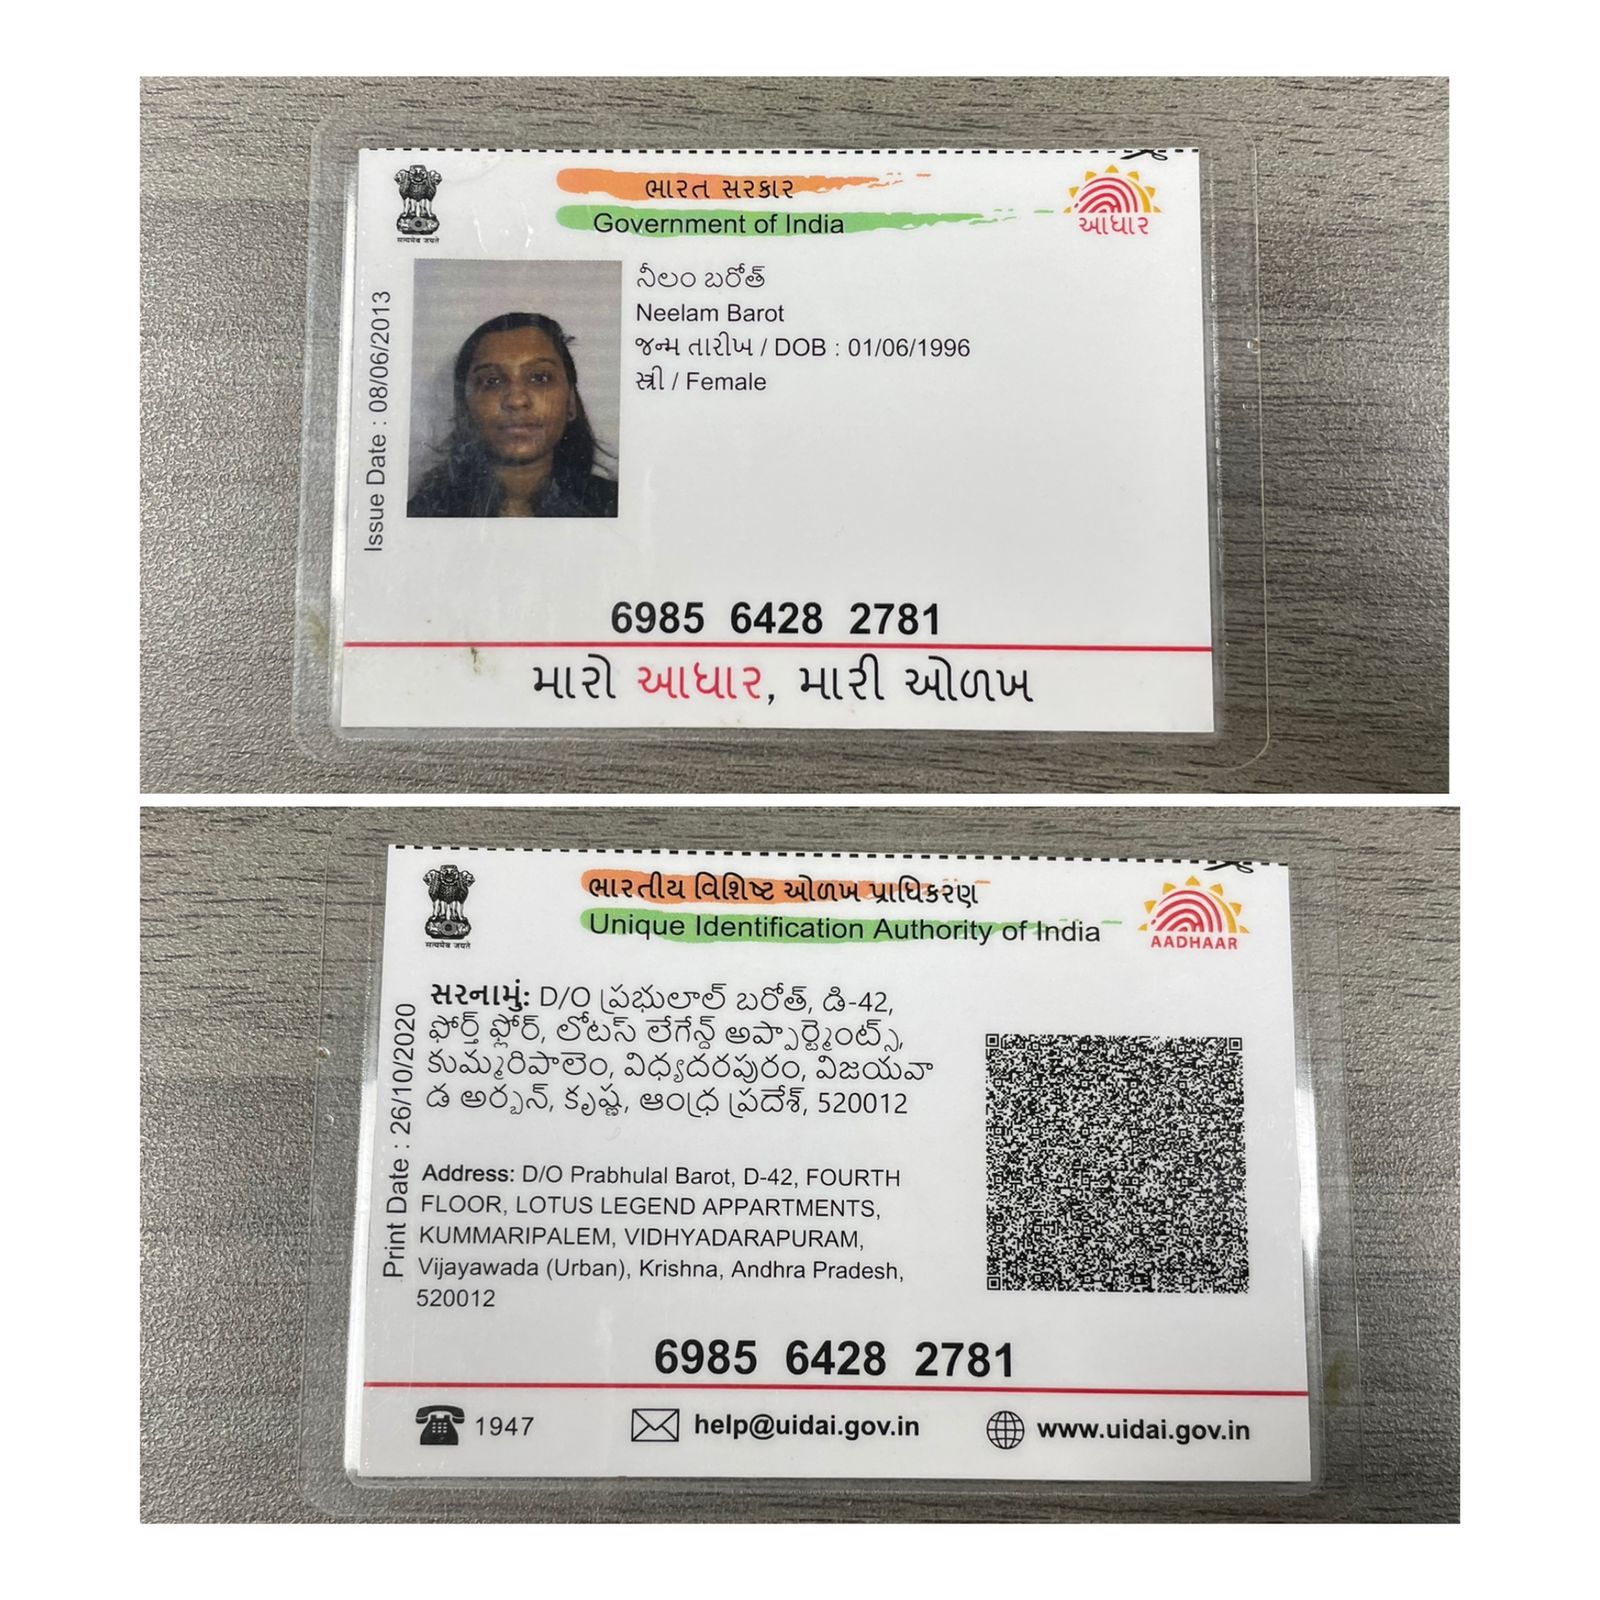 ભારત સરકાર
Government of India
सत्यमेव जयते
આધાર
Issue Date : 08/06/2013
నీలం బరోత్
Neelam Barot
જન્મ તારીખ / DOB : 01/06/1996
સ્ત્રી / Female
6985 6428 2781
મારો આધાર, મારી ઓળખ
ભારતીય વિશિષ્ટ ઓળખ પ્રાધિકરણ
Unique Identification Authority of India
सत्यमेव जयते
AADHAAR
Print Date : 26/10/2020
સરનામું: D/O ప్రభులాల్ బరోత్, డి-42,
ఫోర్త్ ఫ్లోర్, లోటస్ లేగేన్డ్ అప్పార్ట్మెంట్స్,
కుమ్మరిపాలెం, విధ్యదరపురం, విజయవా
డ అర్బన్, కృష్ణ, ఆంధ్ర ప్రదేశ్, 520012
Address: D/O Prabhulal Barot, D-42, FOURTH
FLOOR, LOTUS LEGEND APPARTMENTS,
KUMMARIPALEM, VIDHYADARAPURAM,
Vijayawada (Urban), Krishna, Andhra Pradesh,
520012
6985 6428 2781
1947
help@uidai.gov.in
www.uidai.gov.in